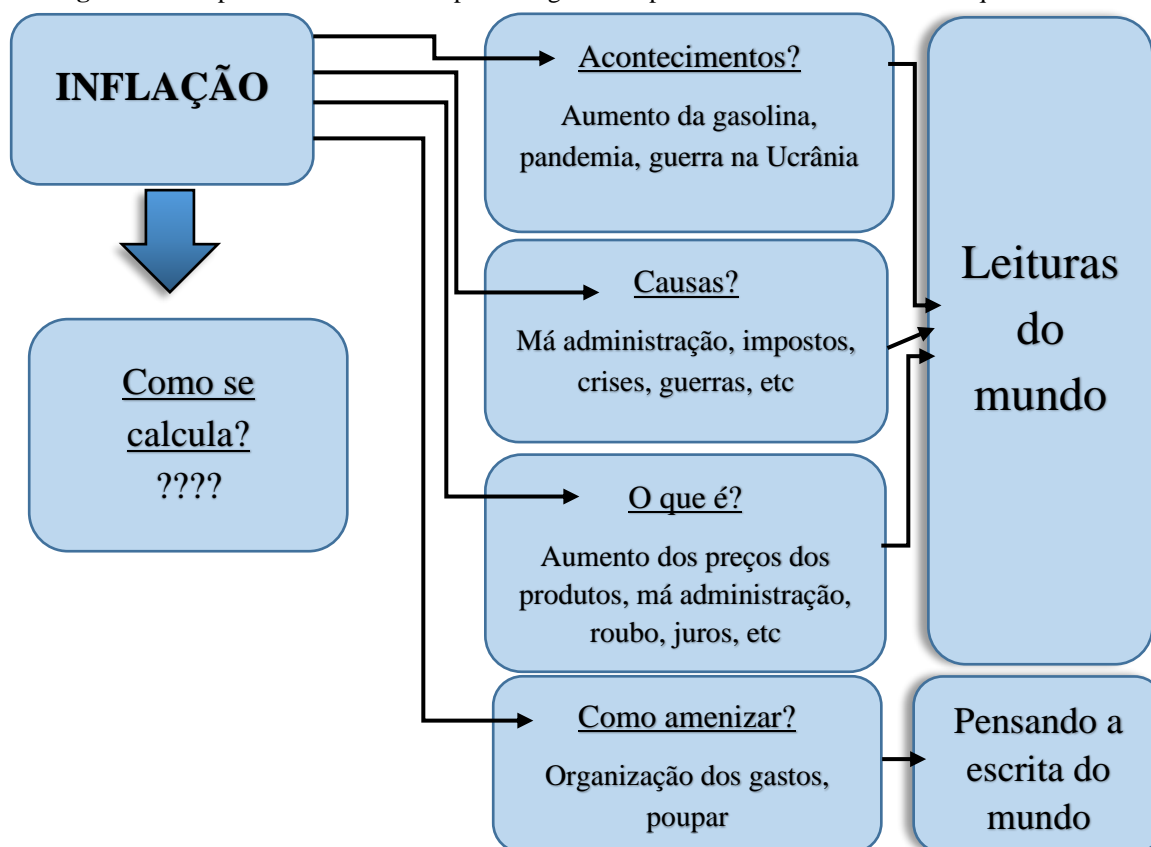 INFLAÇÃO
Como se
calcula?
????
Acontecimentos?
Aumento da gasolina,
pandemia, guerra na Ucrânia
Causas?
Má administração, impostos,
crises, guerras, etc
O que é?
Aumento dos preços dos
produtos, má administração,
roubo, juros, etc
Como amenizar?
Organização dos gastos,
poupar
Leituras
do
mundo
Pensando a
escrita do
mundo